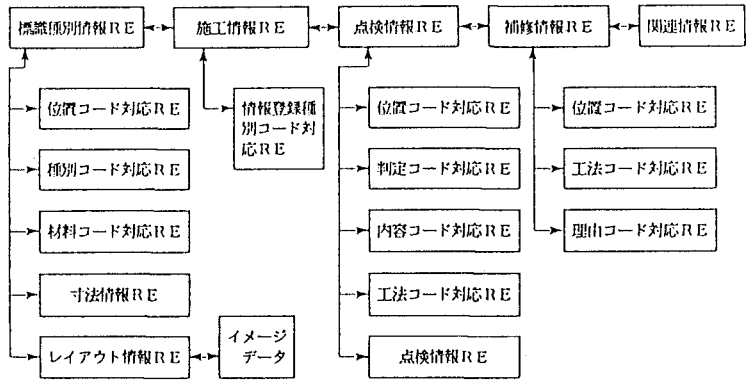 標識種別情報ＲＥ
施工情報ＲＥ
点検情報ＲＥ
補修情報ＲＥ
関連情報ＲＥ
位置コード対応ＲＥ
種別コード対応ＲＥ
材料コード対応ＲＥ
寸法情報ＲＥ
レイアウト情報ＲＥ
イメージ
データ
情報登録種
別コード対
応ＲＥ
位置コード対応ＲＥ
判定コード対応ＲＥ
内容コード対応ＲＥ
工法コード対応ＲＥ
点検情報ＲＥ
位置コード対応ＲＥ
工法コード対応ＲＥ
理由コード対応ＲＥ